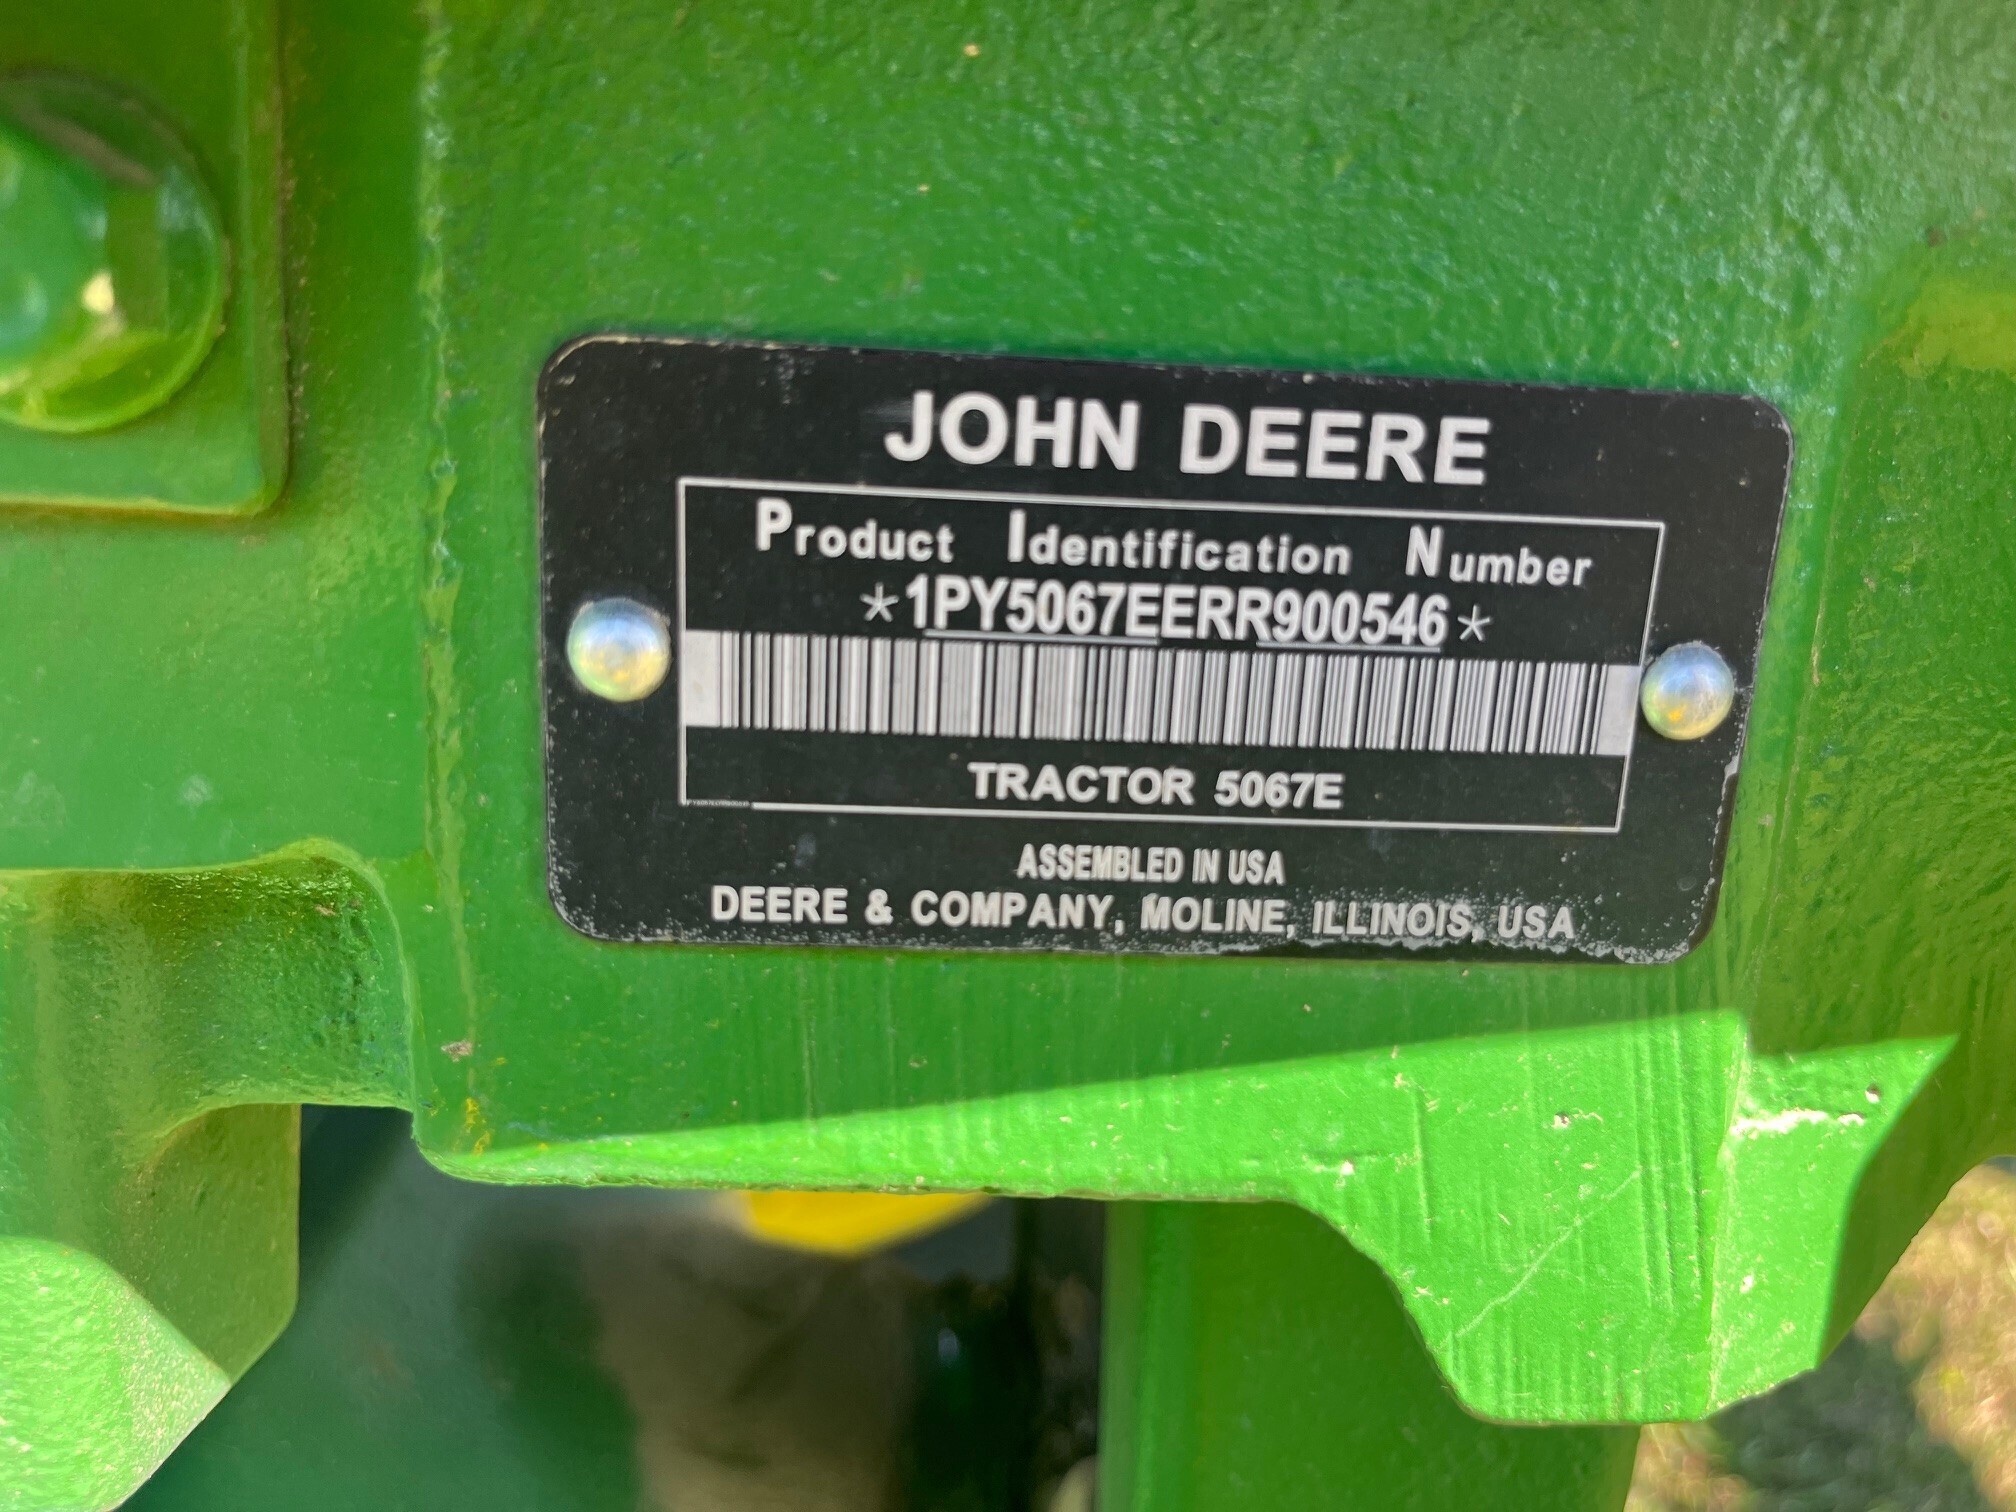 JOHN DEERE
Product Identification Number
*1PY5067EERR900546*
TRACTOR 5067E
ASSEMBLED IN USA
DEERE & COMPANY, MOLINE, ILLINOIS, USA